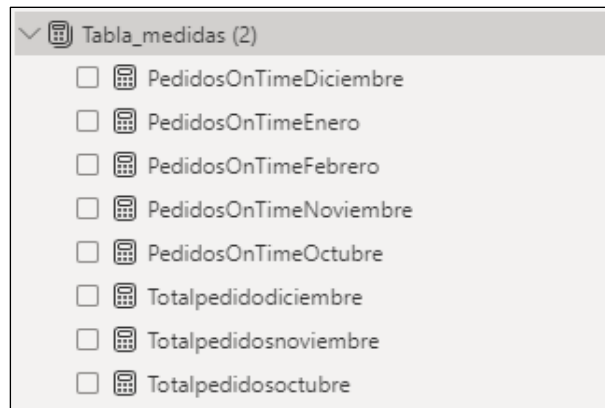 Tabla_medidas (2)
PedidosOnTimeDiciembre
PedidosOnTimeEnero
PedidosOnTimeFebrero
PedidosOnTimeNoviembre
PedidosOnTimeOctubre
Totalpedidodiciembre
Totalpedidosnoviembre
Totalpedidosoctubre